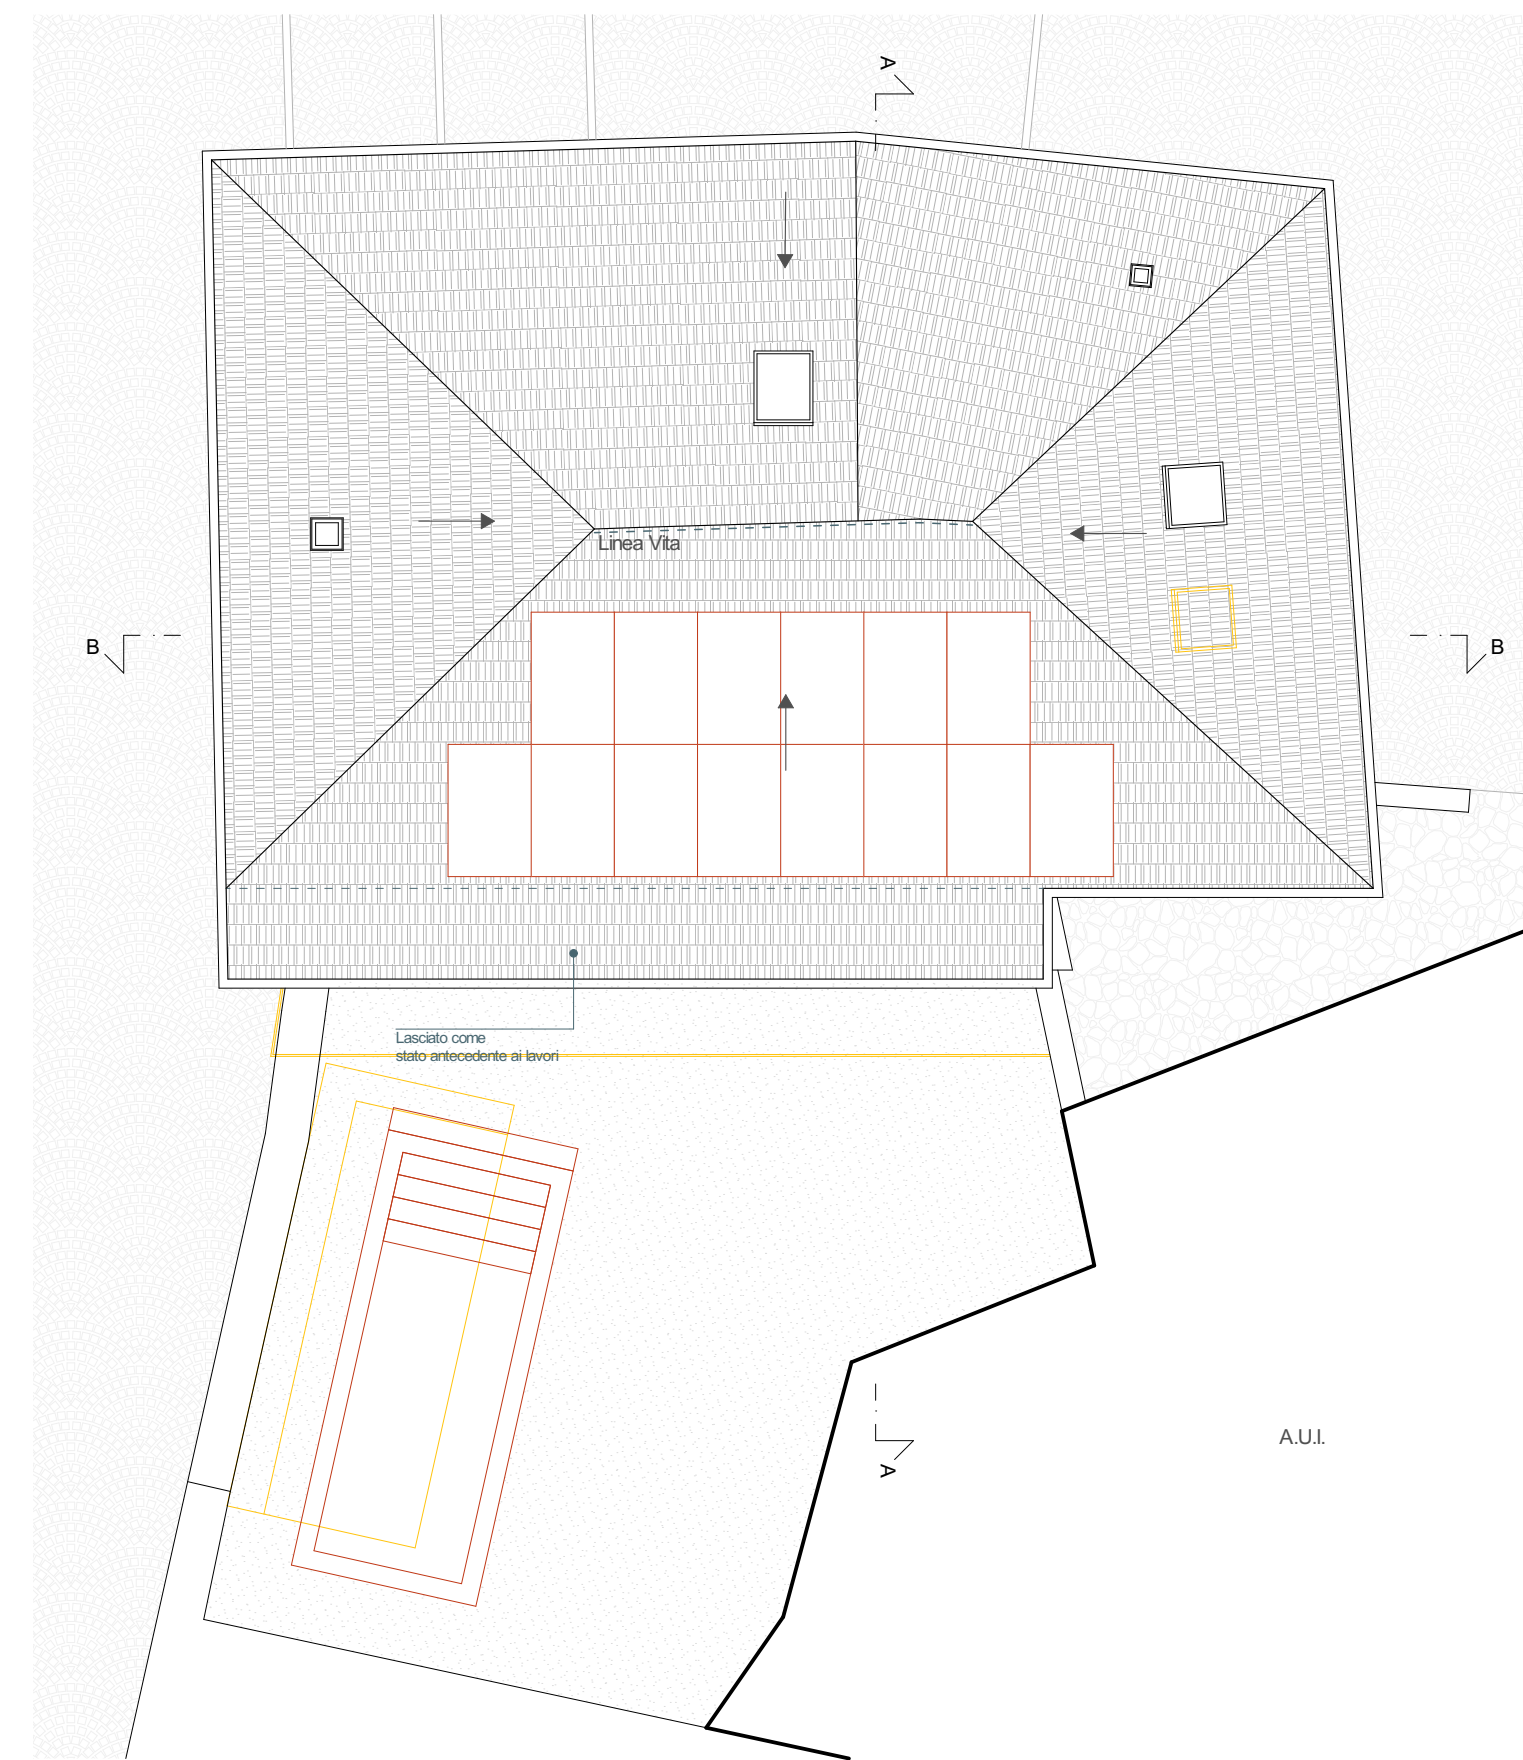 A
Linea Vita
B
B
Lasciato come
stato antecedente ai lavori
A.U.I.
A